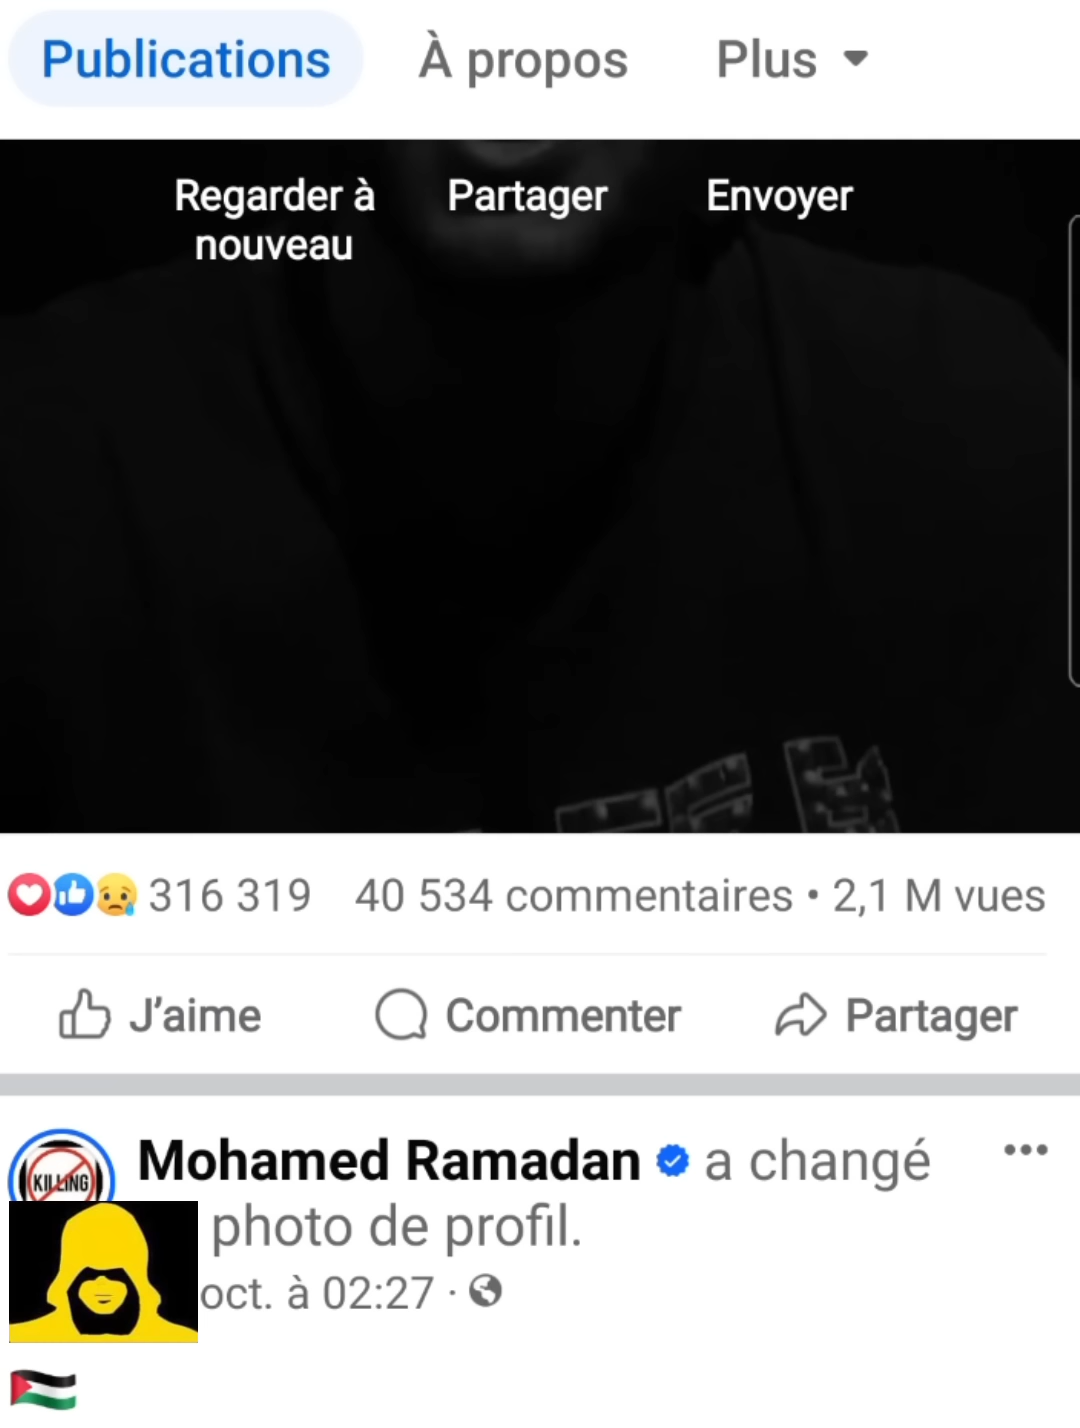 Publications À propos Plus
Regarder à Partager Envoyer
nouveau
316 319 40 534 commentaires • 2,1 M vues
J'aime Commenter Partager
Mohamed Ramadan a changé
KILLING
photo de profil.
oct. à 02:27 ·